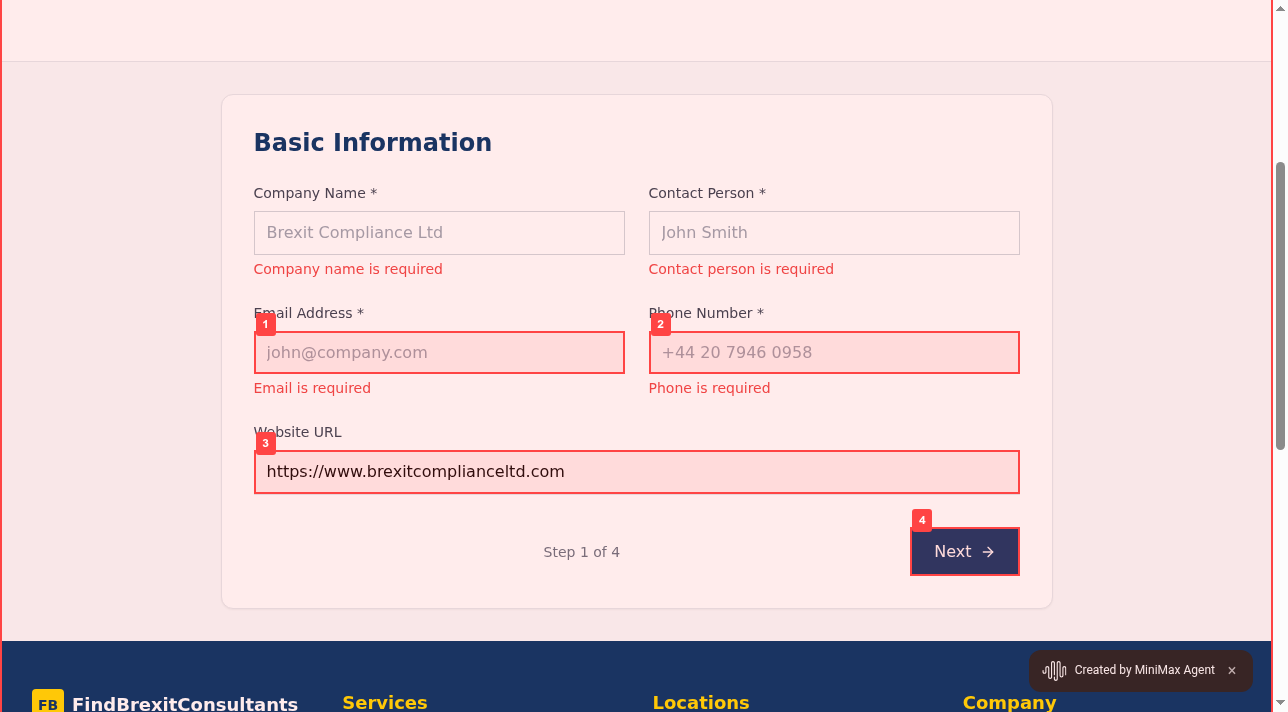 Basic Information
Company Name *
Contact Person *
Brexit Compliance Ltd
John Smith
Company name is required
Contact person is required
Email Address *
Phone Number *
1
2
john@company.com
+44 20 7946 0958
Email is required
Phone is required
Website URL
3
https://www.brexitcomplianceltd.com
4
Step 1 of 4
Next →
Created by MiniMax Agent ×
FB FindBrexitConsultants
Services
Locations
Company